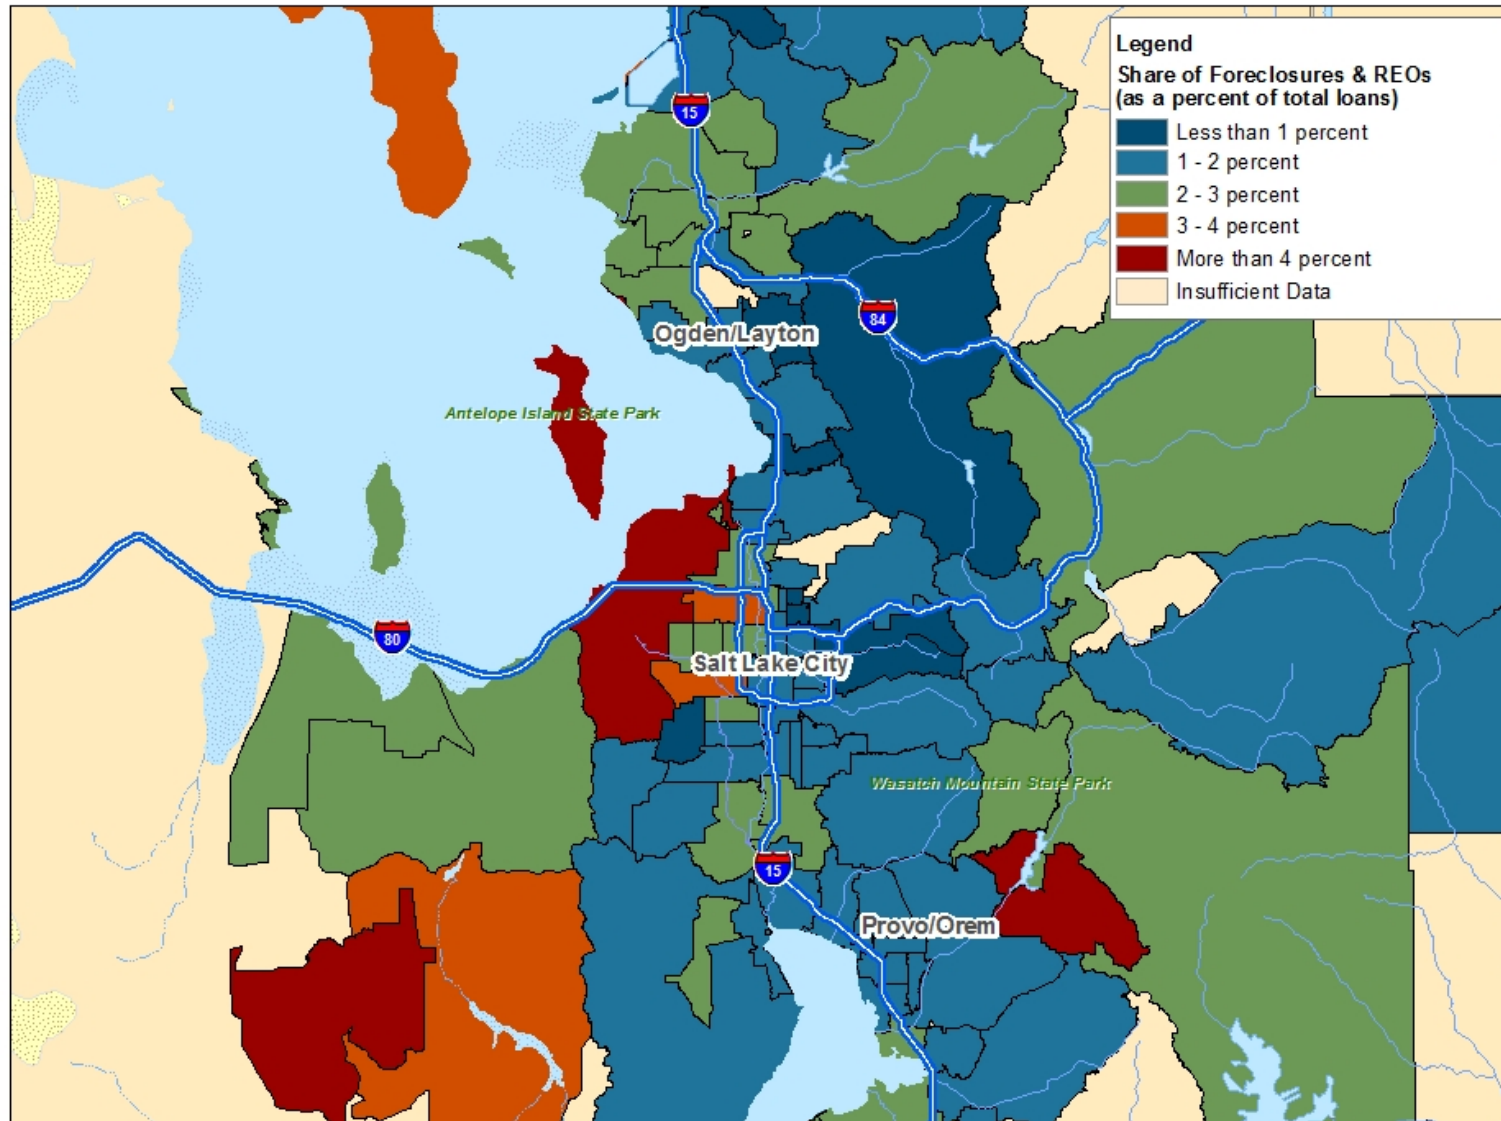 Legend
Share of Foreclosures & REOs
(as a percent of total loans)
Less than 1 percent
1 - 2 percent
2 - 3 percent
3 - 4 percent
More than 4 percent
Insufficient Data
15
84
Ogden/Layton
Antelope Island State Park
80
Salt Lake City
Wasatch Mountain State Park
15
Provo/Orem